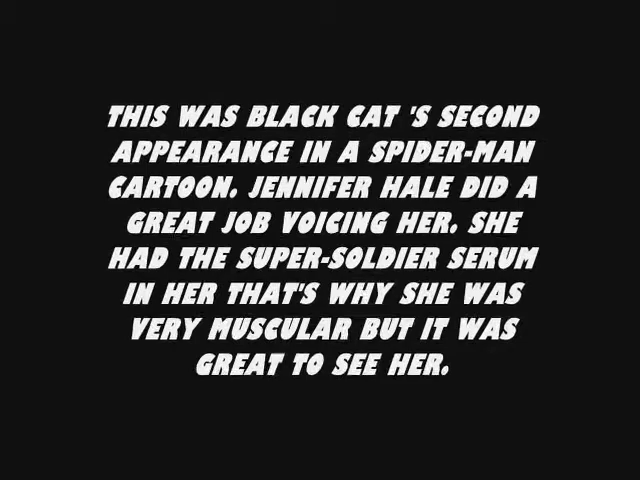 THIS WAS BLACK CAT 'S SECOND
APPEARANCE IN A SPIDER-MAN
CARTOON. JENNIFER HALE DID A
GREAT JOB VOICING HER. SHE
HAD THE SUPER-SOLDIER SERUM
IN HER THAT'S WHY SHE WAS
VERY MUSCULAR BUT IT WAS
GREAT TO SEE HER.